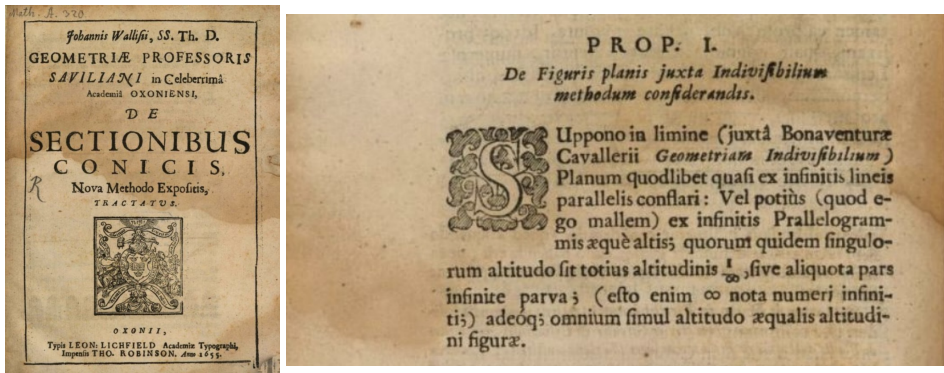 Math. A. 320
Johannis Wallisii, SS. Th. D.
GEOMETRIÆ PROFESSORIS
SAVILIANI in Celeberrimâ
Academiâ OXONIENSI,
DE
SECTIONIBUS
CONICIS,
Nova Methodo Expositis,
TRACTATVS.
R
OXONII,
Typis LEON: LICHFIELD Academiæ Typographi,
Impensis THO. ROBINSON. Anno 1655.
PROP. I.
De Figuris planis juxta Indiviſibilium
methodum conſiderandis.
SUppono in limine (juxtâ Bonaventuræ
Cavallerii Geometriam Indiviſibilium)
Planum quodlibet quaſi ex infinitis lineis
parallelis conflari: Vel potiùs (quod e-
go mallem) ex infinitis Prallelogram-
mis æquè altis; quorum quidem ſingulo-
rum altitudo ſit totius altitudinis 1/∞, ſive aliquota pars
infinite parva; (eſto enim ∞ nota numeri infini-
ti;) adeóq; omnium ſimul altitudo æqualis altitudi-
ni figuræ.